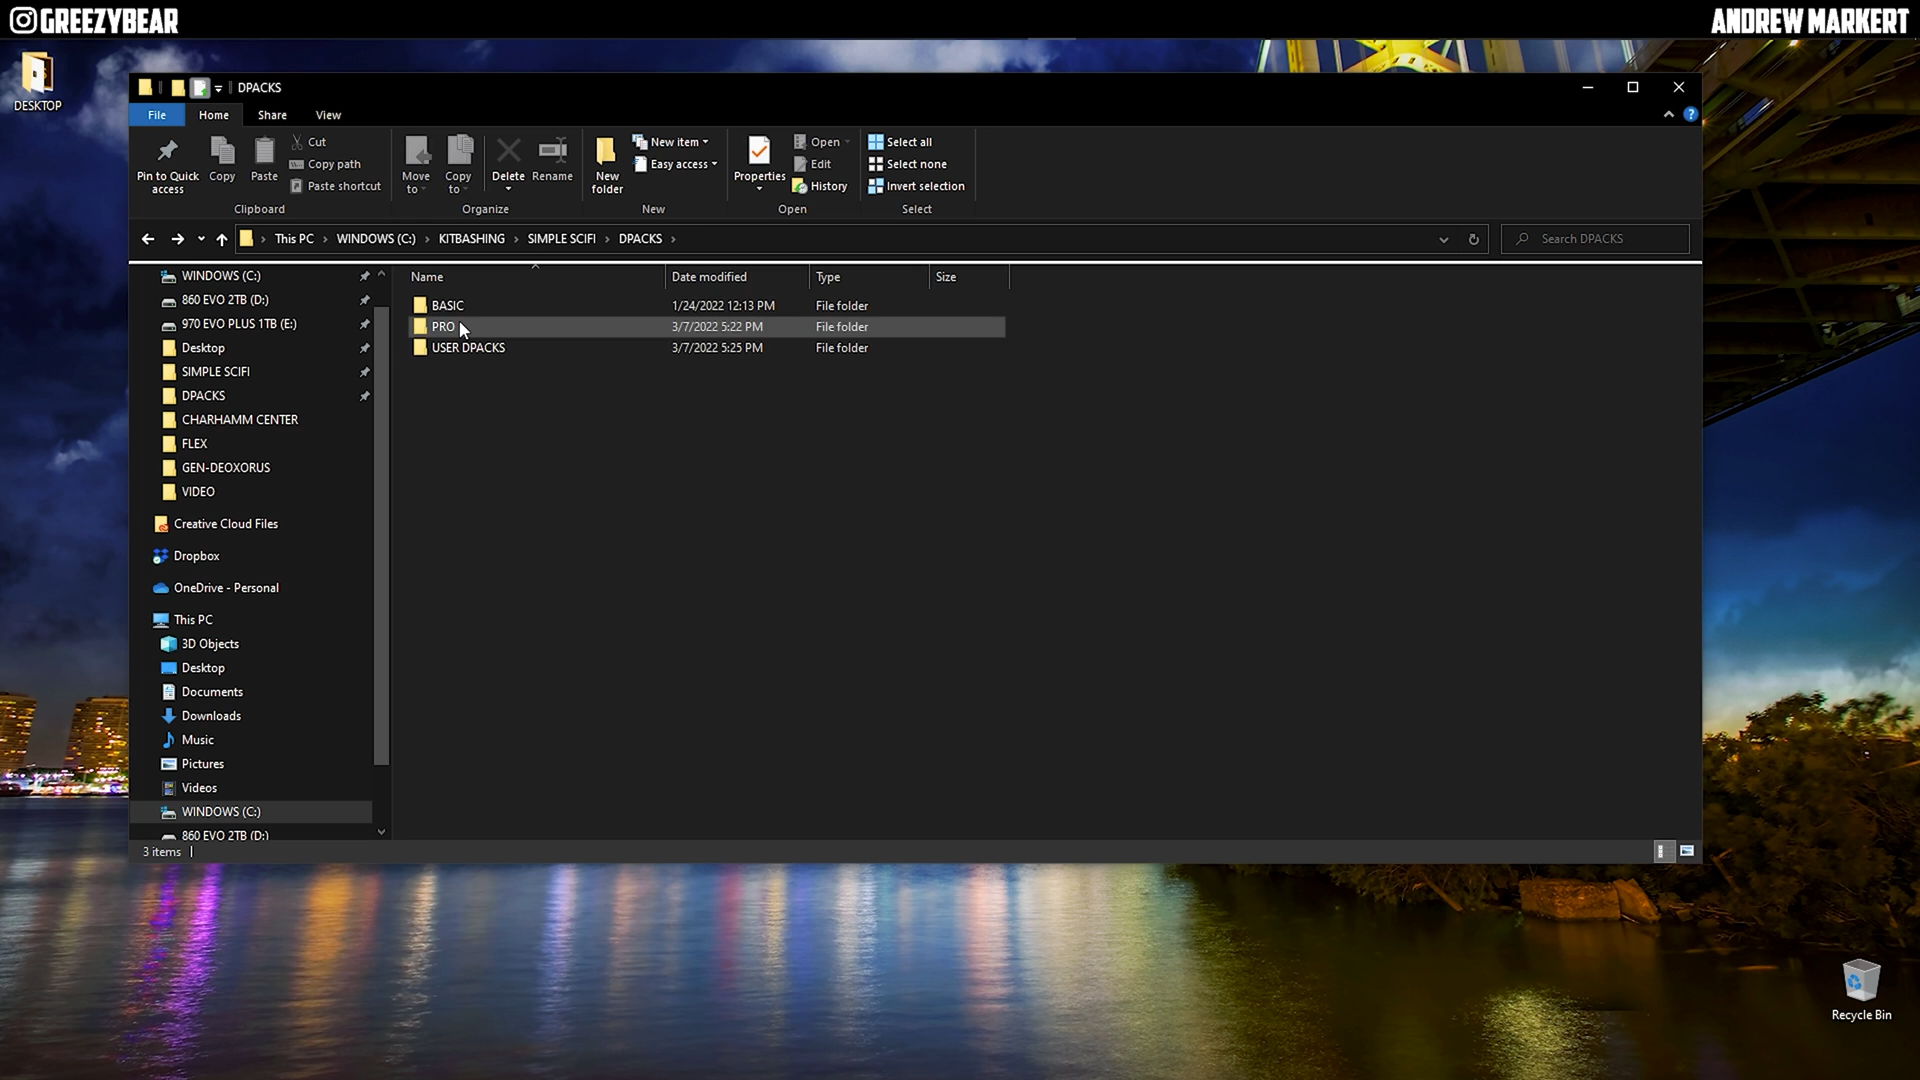 GREEZYBEAR
ANDREW MARKERT
DESKTOP
DPACKS
File Home Share View
Pin to Quick access
Copy
Paste
Cut
Copy path
Paste shortcut
Clipboard
Move to
Copy to
Delete
Rename
Organize
New folder
New item
Easy access
New
Properties
Open
Edit
History
Open
Select all
Select none
Invert selection
Select
This PC > WINDOWS (C:) > KITBASHING > SIMPLE SCIFI > DPACKS >
Search DPACKS
Name Date modified Type Size
BASIC 1/24/2022 12:13 PM File folder
PRO 3/7/2022 5:22 PM File folder
USER DPACKS 3/7/2022 5:25 PM File folder
WINDOWS (C:)
860 EVO 2TB (D:)
970 EVO PLUS 1TB (E:)
Desktop
SIMPLE SCIFI
DPACKS
CHARHAMM CENTER
FLEX
GEN-DEOXORUS
VIDEO
Creative Cloud Files
Dropbox
OneDrive - Personal
This PC
3D Objects
Desktop
Documents
Downloads
Music
Pictures
Videos
WINDOWS (C:)
860 EVO 2TB (D:)
3 items
Recycle Bin